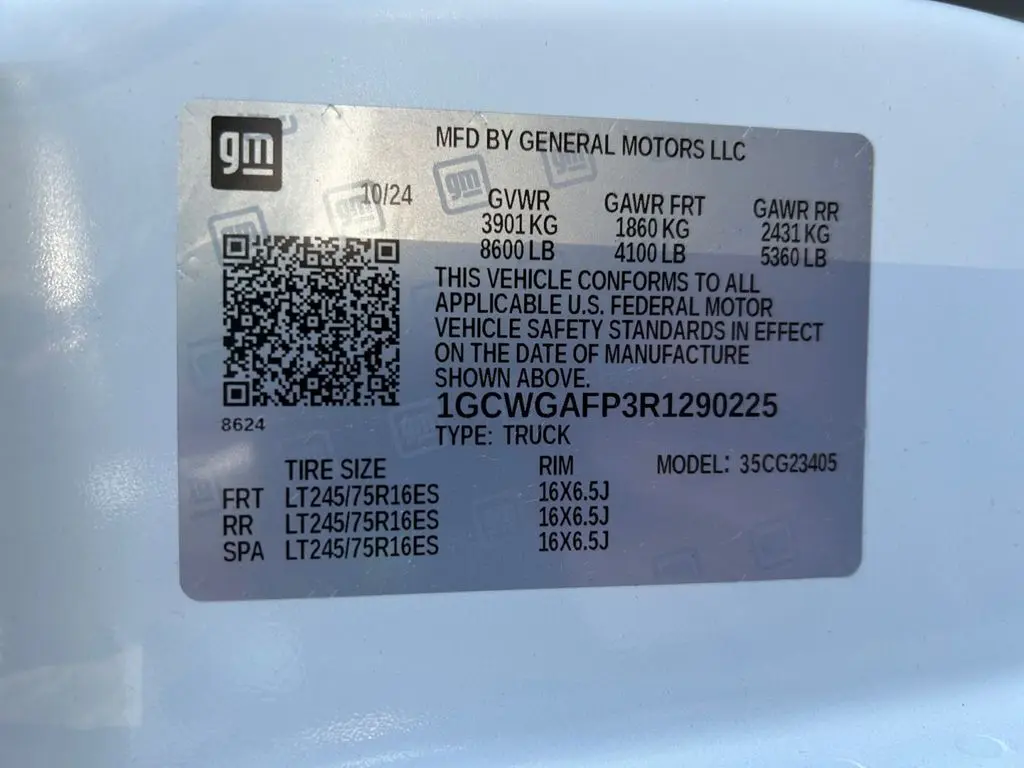 gm
MFD BY GENERAL MOTORS LLC
10/24
GVWR GAWR FRT GAWR RR
3901 KG 1860 KG 2431 KG
8600 LB 4100 LB 5360 LB
THIS VEHICLE CONFORMS TO ALL
APPLICABLE U.S. FEDERAL MOTOR
VEHICLE SAFETY STANDARDS IN EFFECT
ON THE DATE OF MANUFACTURE
SHOWN ABOVE.
1GCWGAFP3R1290225
8624
TYPE: TRUCK
TIRE SIZE RIM MODEL: 35CG23405
FRT LT245/75R16ES 16X6.5J
RR LT245/75R16ES 16X6.5J
SPA LT245/75R16ES 16X6.5J